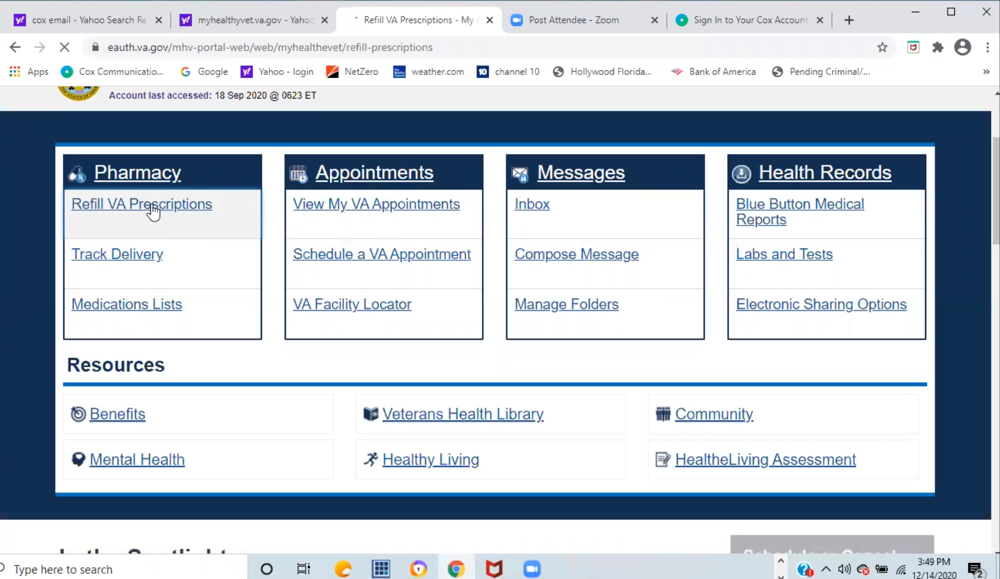 cox email - Yahoo Search Re
myhealthyvet.va.gov - Yahoo
Refill VA Prescriptions - My
Post Attendee - Zoom
Sign In to Your Cox Account
eauth.va.gov/mhv-portal-web/web/myhealthevet/refill-prescriptions
Apps Cox Communicatio... Google Yahoo - login NetZero weather.com 10 channel 10 Hollywood Florida... Bank of America Pending Criminal/...
Account last accessed: 18 Sep 2020 @ 0623 ET
Pharmacy
Refill VA Prescriptions
Track Delivery
Medications Lists
Appointments
View My VA Appointments
Schedule a VA Appointment
VA Facility Locator
Messages
Inbox
Compose Message
Manage Folders
Health Records
Blue Button Medical
Reports
Labs and Tests
Electronic Sharing Options
Resources
Benefits
Veterans Health Library
Community
Mental Health
Healthy Living
HealtheLiving Assessment
In the Spotlight
Type here to search
3:49 PM
12/14/2020
2